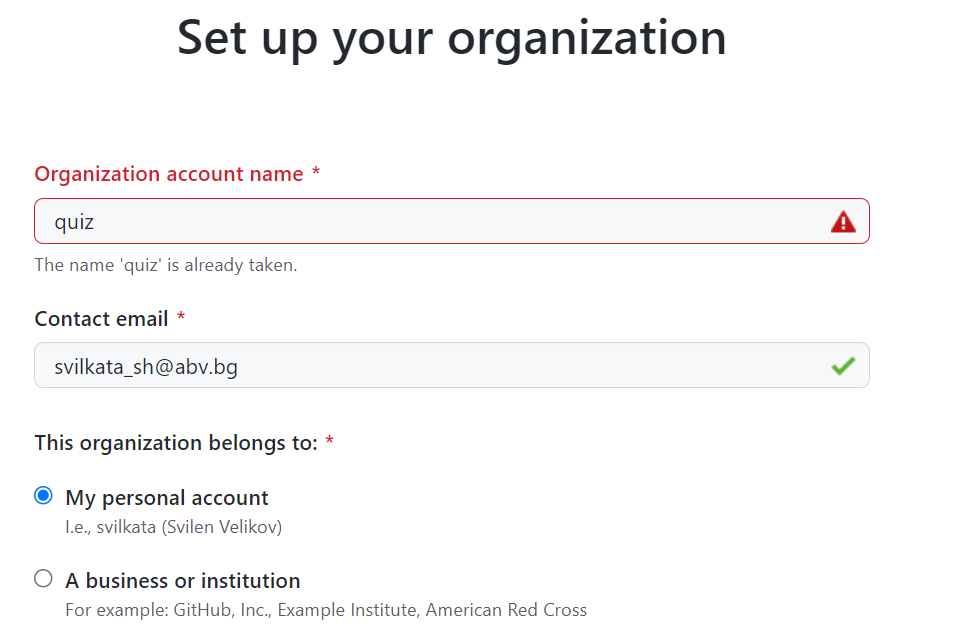 Set up your organization
Organization account name *
quiz
The name 'quiz' is already taken.
Contact email *
svilkata_sh@abv.bg
This organization belongs to: *
My personal account
I.e., svilkata (Svilen Velikov)
A business or institution
For example: GitHub, Inc., Example Institute, American Red Cross